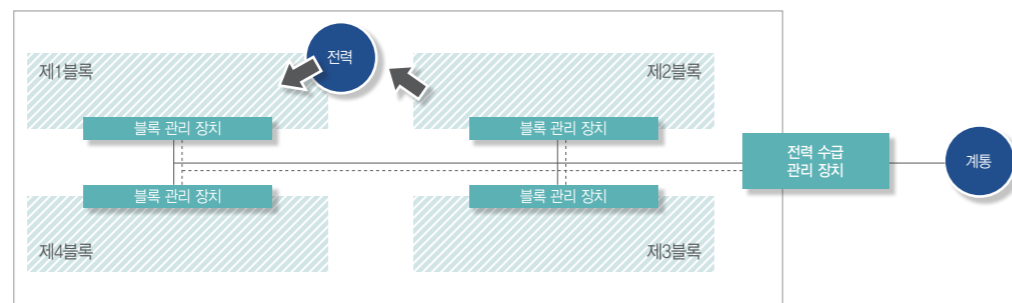 전력
제1블록
제2블록
블록 관리 장치
블록 관리 장치
전력 수급
관리 장치
계통
블록 관리 장치
블록 관리 장치
제4블록
제3블록